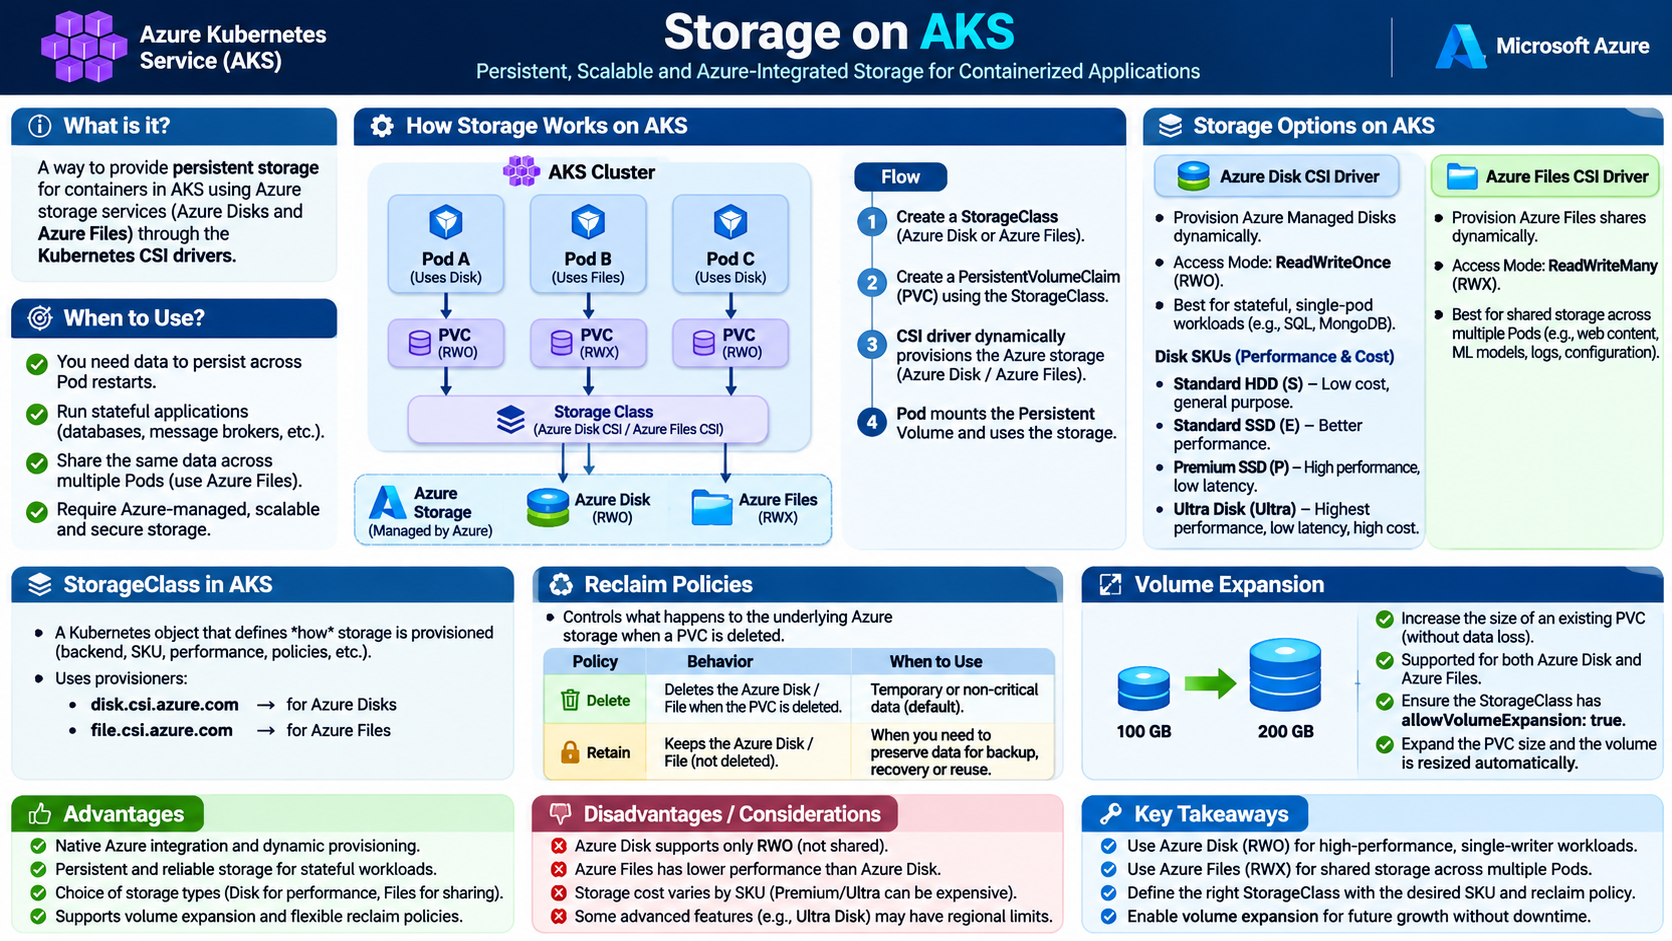 Azure Kubernetes
Service (AKS)
Storage on AKS
Persistent, Scalable and Azure-Integrated Storage for Containerized Applications
Microsoft Azure
What is it?
A way to provide persistent storage
for containers in AKS using Azure
storage services (Azure Disks and
Azure Files) through the
Kubernetes CSI drivers.
When to Use?
You need data to persist across
Pod restarts.
Run stateful applications
(databases, message brokers, etc.).
Share the same data across
multiple Pods (use Azure Files).
Require Azure-managed, scalable
and secure storage.
How Storage Works on AKS
AKS Cluster
Pod A
(Uses Disk)
Pod B
(Uses Files)
Pod C
(Uses Disk)
PVC
(RWO)
PVC
(RWX)
PVC
(RWO)
Storage Class
(Azure Disk CSI / Azure Files CSI)
Azure
Storage
(Managed by Azure)
Azure Disk
(RWO)
Azure Files
(RWX)
Flow
1
Create a StorageClass
(Azure Disk or Azure Files).
2
Create a PersistentVolumeClaim
(PVC) using the StorageClass.
3
CSI driver dynamically
provisions the Azure storage
(Azure Disk / Azure Files).
4
Pod mounts the Persistent
Volume and uses the storage.
Storage Options on AKS
Azure Disk CSI Driver
• Provision Azure Managed Disks
dynamically.
• Access Mode: ReadWriteOnce
(RWO).
• Best for stateful, single-pod
workloads (e.g., SQL, MongoDB).
Disk SKUs (Performance & Cost)
• Standard HDD (S) – Low cost,
general purpose.
• Standard SSD (E) – Better
performance.
• Premium SSD (P) – High performance,
low latency.
• Ultra Disk (Ultra) – Highest
performance, low latency, high cost.
Azure Files CSI Driver
• Provision Azure Files shares
dynamically.
• Access Mode: ReadWriteMany
(RWX).
• Best for shared storage across
multiple Pods (e.g., web content,
ML models, logs, configuration).
StorageClass in AKS
• A Kubernetes object that defines *how* storage is provisioned
(backend, SKU, performance, policies, etc.).
• Uses provisioners:
• disk.csi.azure.com → for Azure Disks
• file.csi.azure.com → for Azure Files
Reclaim Policies
• Controls what happens to the underlying Azure
storage when a PVC is deleted.
Policy Behavior When to Use
Delete
Deletes the Azure Disk /
File when the PVC is deleted.
Temporary or non-critical
data (default).
Retain
Keeps the Azure Disk /
File (not deleted).
When you need to
preserve data for backup,
recovery or reuse.
Volume Expansion
100 GB
200 GB
Increase the size of an existing PVC
(without data loss).
Supported for both Azure Disk and
Azure Files.
Ensure the StorageClass has
allowVolumeExpansion: true.
Expand the PVC size and the volume
is resized automatically.
Advantages
Native Azure integration and dynamic provisioning.
Persistent and reliable storage for stateful workloads.
Choice of storage types (Disk for performance, Files for sharing).
Supports volume expansion and flexible reclaim policies.
Disadvantages / Considerations
Azure Disk supports only RWO (not shared).
Azure Files has lower performance than Azure Disk.
Storage cost varies by SKU (Premium/Ultra can be expensive).
Some advanced features (e.g., Ultra Disk) may have regional limits.
Key Takeaways
Use Azure Disk (RWO) for high-performance, single-writer workloads.
Use Azure Files (RWX) for shared storage across multiple Pods.
Define the right StorageClass with the desired SKU and reclaim policy.
Enable volume expansion for future growth without downtime.